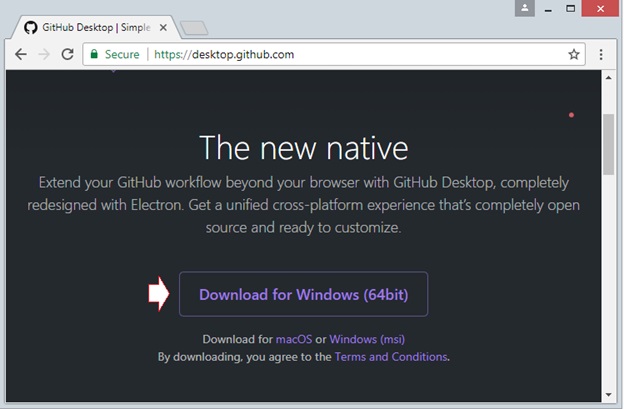 GitHub Desktop | Simple
Secure | https://desktop.github.com
The new native
Extend your GitHub workflow beyond your browser with GitHub Desktop, completely
redesigned with Electron. Get a unified cross-platform experience that's completely open
source and ready to customize.
Download for Windows (64bit)
Download for macOS or Windows (msi)
By downloading, you agree to the Terms and Conditions.